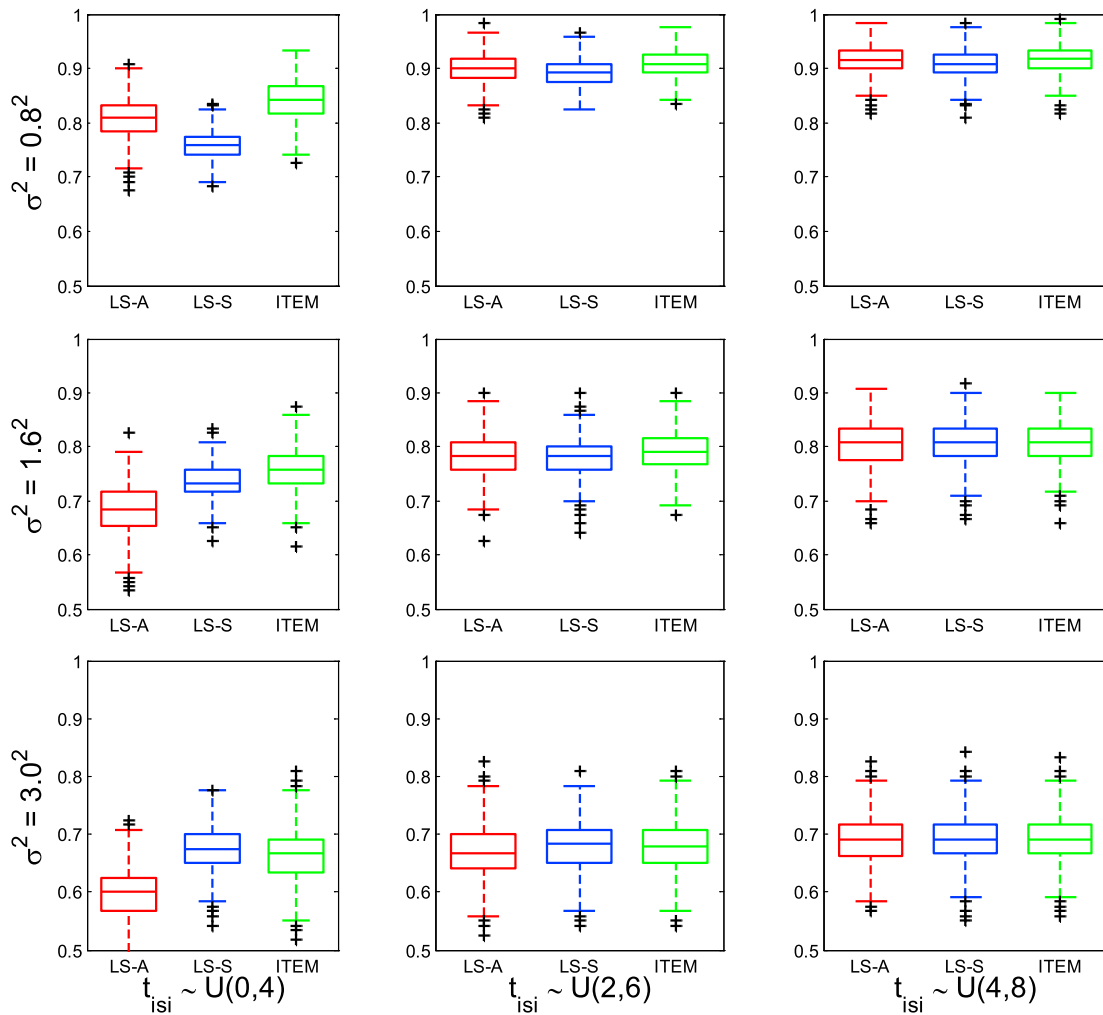 1 1 1
0.9 0.9 0.9
0.8 0.8 0.8
0.7 0.7 0.7
0.6 0.6 0.6
0.5 0.5 0.5
σ² = 0.8²
LS-A LS-S ITEM LS-A LS-S ITEM LS-A LS-S ITEM
1 1 1
0.9 0.9 0.9
0.8 0.8 0.8
0.7 0.7 0.7
0.6 0.6 0.6
0.5 0.5 0.5
σ² = 1.6²
LS-A LS-S ITEM LS-A LS-S ITEM LS-A LS-S ITEM
1 1 1
0.9 0.9 0.9
0.8 0.8 0.8
0.7 0.7 0.7
0.6 0.6 0.6
0.5 0.5 0.5
σ² = 3.0²
LS-A LS-S ITEM LS-A LS-S ITEM LS-A LS-S ITEM
t_isi ~ U(0,4) t_isi ~ U(2,6) t_isi ~ U(4,8)